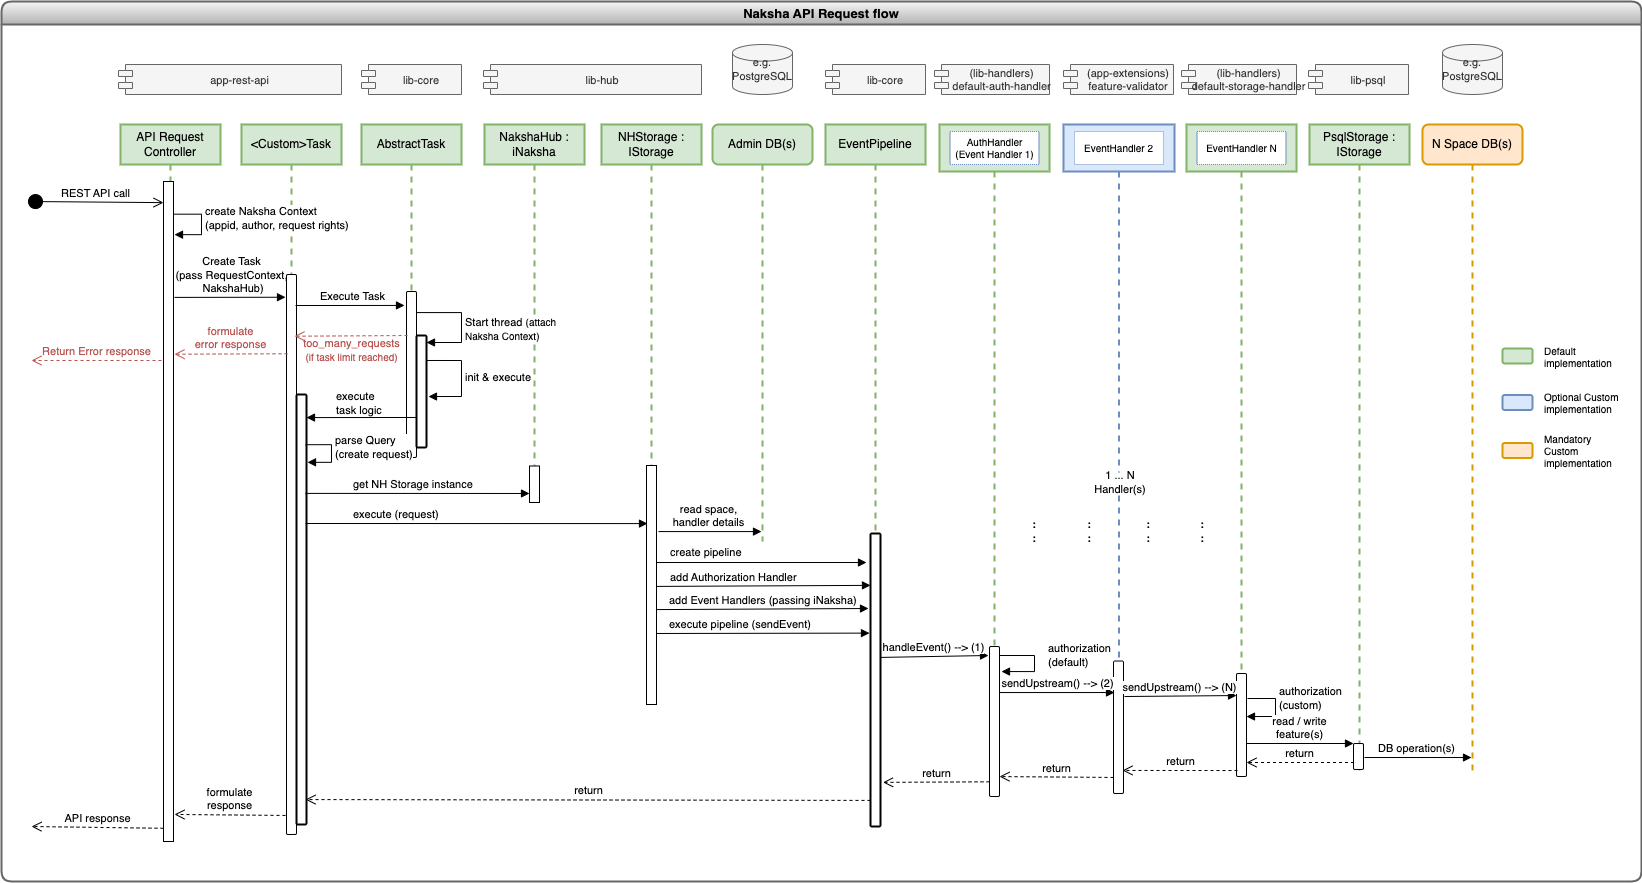 Naksha API Request flow
app-rest-api
lib-core
lib-hub
e.g.
PostgreSQL
lib-core
(lib-handlers)
default-auth-handler
(app-extensions)
feature-validator
(lib-handlers)
default-storage-handler
lib-psql
e.g.
PostgreSQL
API Request
Controller
<Custom>Task
AbstractTask
NakshaHub :
iNaksha
NHStorage :
IStorage
Admin DB(s)
EventPipeline
AuthHandler
(Event Handler 1)
EventHandler 2
EventHandler N
PsqlStorage :
IStorage
N Space DB(s)
REST API call
create Naksha Context
(appid, author, request rights)
Create Task
(pass RequestContext,
NakshaHub)
Execute Task
Start thread (attach
Naksha Context)
too_many_requests
(if task limit reached)
formulate
error response
Return Error response
init & execute
execute
task logic
parse Query
(create request)
get NH Storage instance
execute (request)
read space,
handler details
create pipeline
add Authorization Handler
add Event Handlers (passing iNaksha)
execute pipeline (sendEvent)
handleEvent() --> (1)
authorization
(default)
sendUpstream() --> (2)
sendUpstream() --> (N)
authorization
(custom)
read / write
feature(s)
DB operation(s)
return
return
return
return
return
formulate
response
API response
1 ... N
Handler(s)
: : : :
: : : :
Default
implementation
Optional Custom
implementation
Mandatory
Custom
implementation